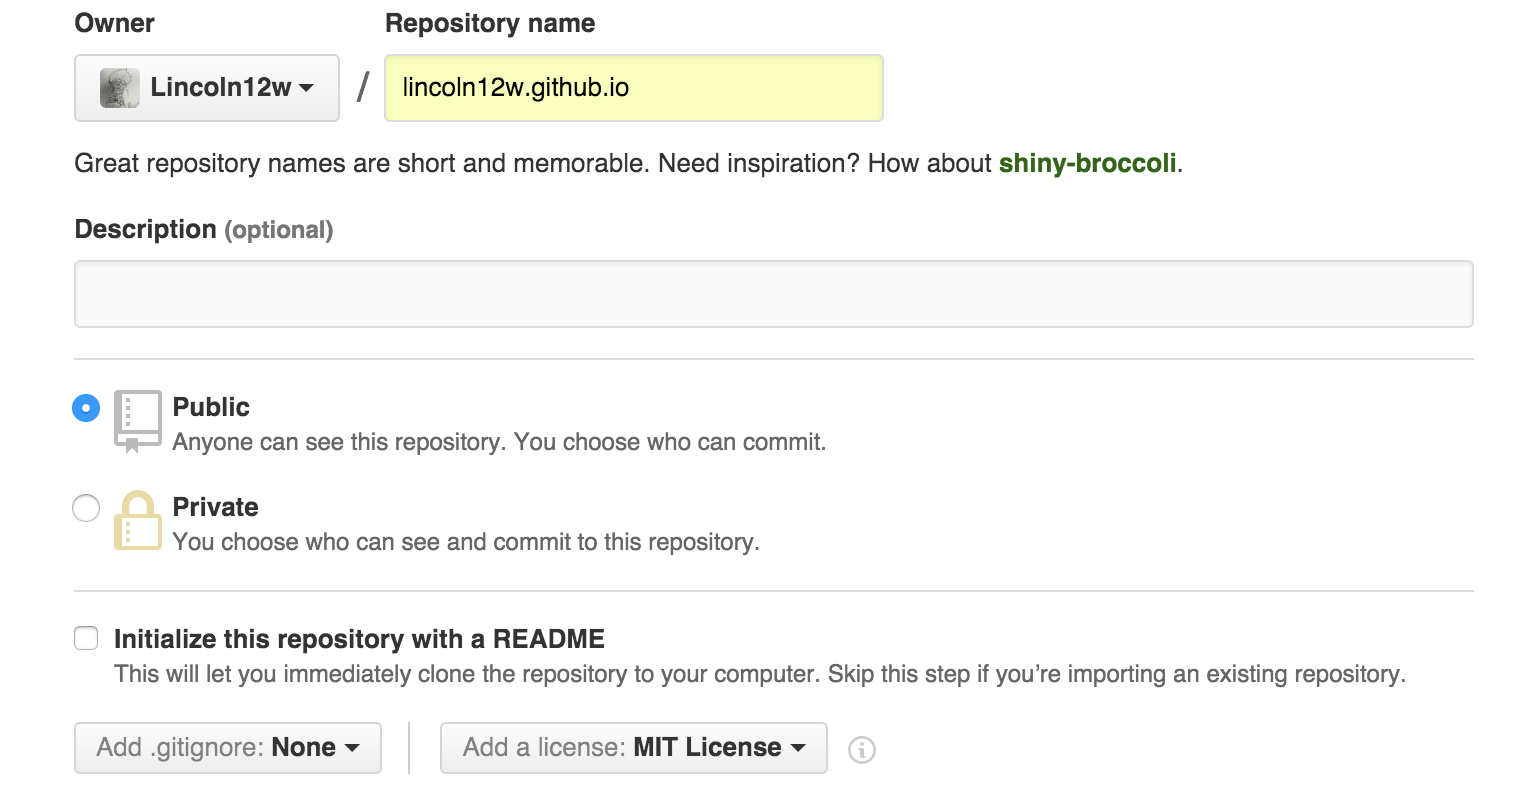 Owner
Repository name
Lincoln12w
/
lincoln12w.github.io
Great repository names are short and memorable. Need inspiration? How about shiny-broccoli.
Description (optional)
Public
Anyone can see this repository. You choose who can commit.
Private
You choose who can see and commit to this repository.
Initialize this repository with a README
This will let you immediately clone the repository to your computer. Skip this step if you’re importing an existing repository.
Add .gitignore: None
Add a license: MIT License